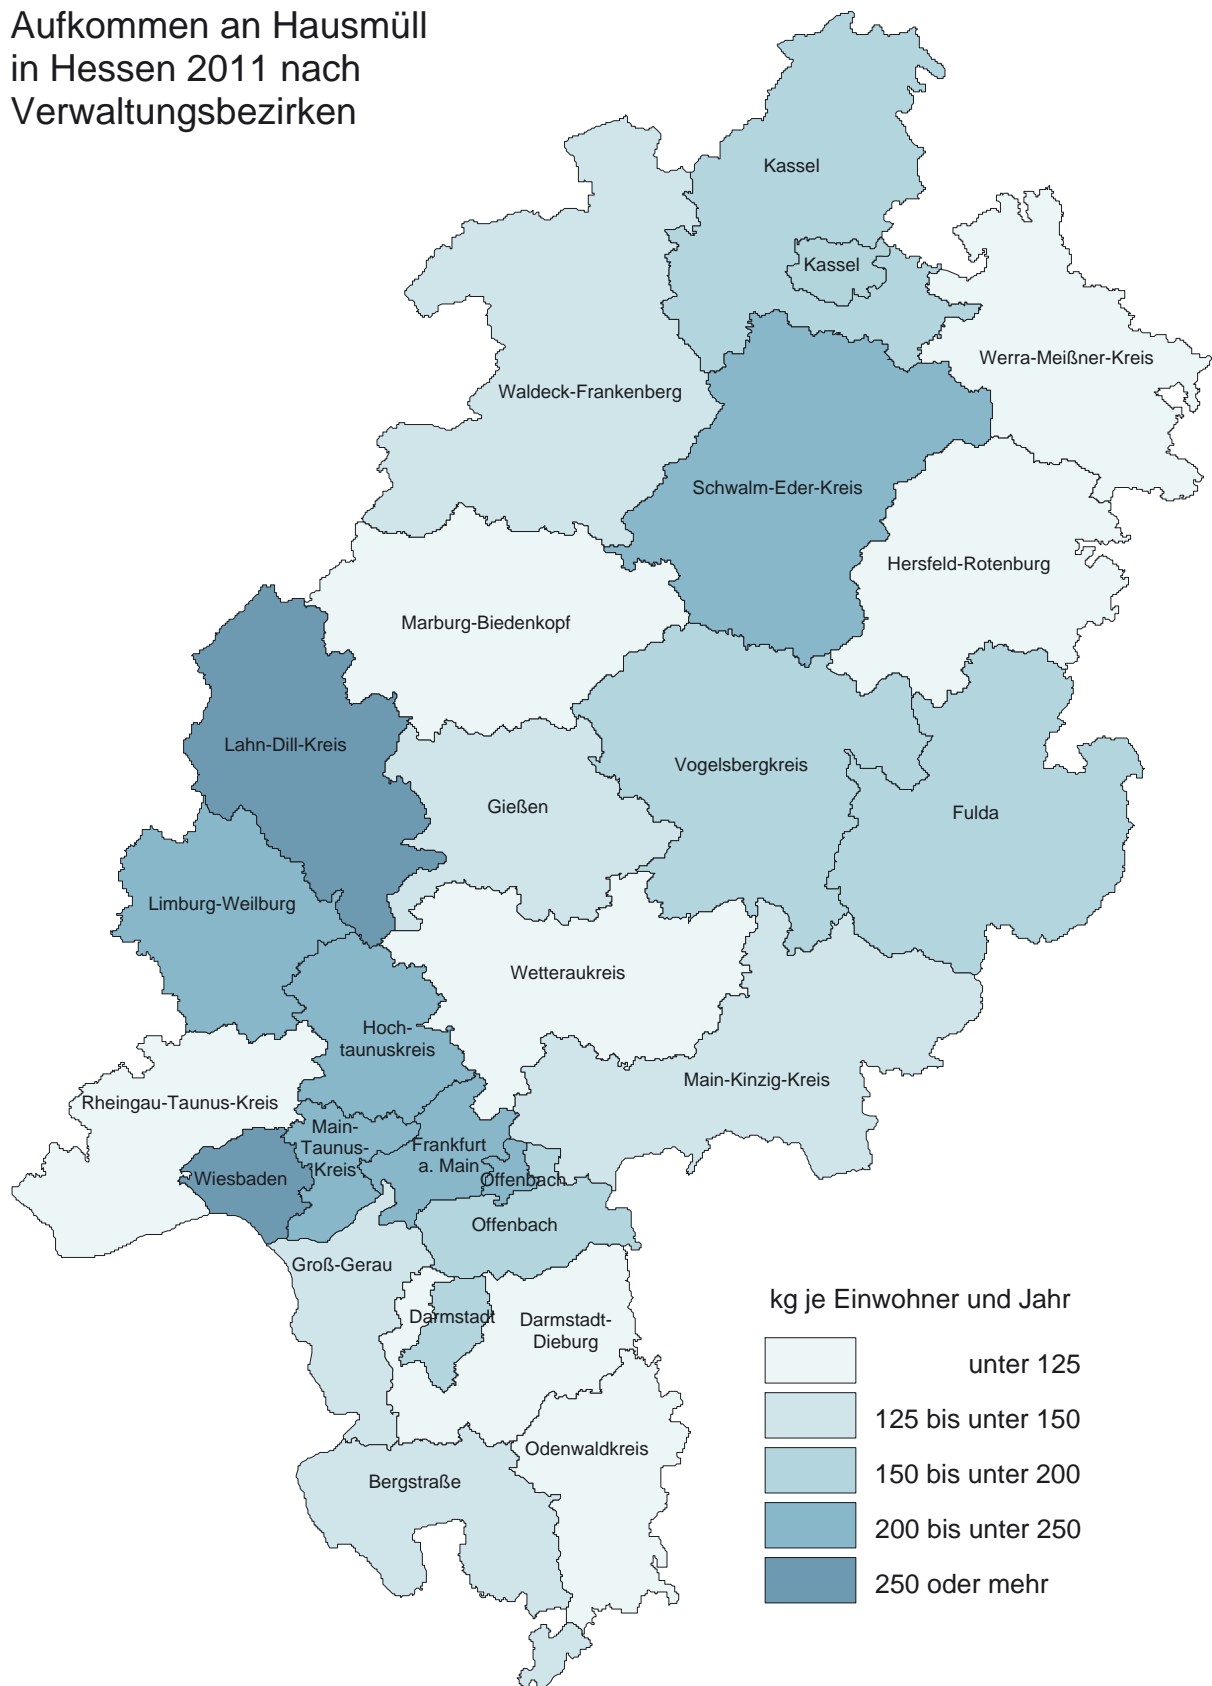 Aufkommen an Hausmüll
in Hessen 2011 nach
Verwaltungsbezirken
Kassel
Kassel
Werra-Meißner-Kreis
Waldeck-Frankenberg
Schwalm-Eder-Kreis
Hersfeld-Rotenburg
Marburg-Biedenkopf
Lahn-Dill-Kreis
Vogelsbergkreis
Gießen
Fulda
Limburg-Weilburg
Wetteraukreis
Hoch-
taunuskreis
Main-Kinzig-Kreis
Rheingau-Taunus-Kreis
Main-
Taunus-
Kreis
Frankfurt
a. Main
Wiesbaden
Offenbach
Offenbach
Groß-Gerau
Darmstadt
Darmstadt-
Dieburg
Odenwaldkreis
Bergstraße
kg je Einwohner und Jahr
unter 125
125 bis unter 150
150 bis unter 200
200 bis unter 250
250 oder mehr